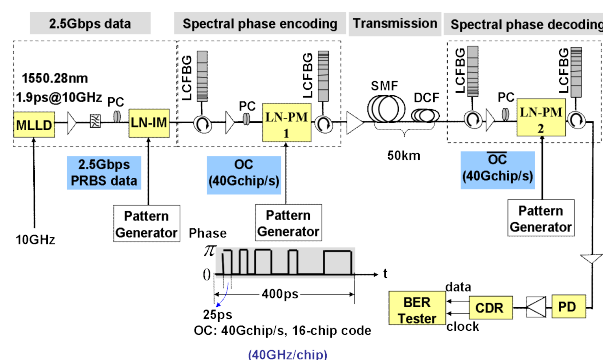 2.5Gbps data
Spectral phase encoding
Transmission
Spectral phase decoding
1550.28nm
1.9ps@10GHz
MLLD
PC
LN-IM
LCFBG
PC
LN-PM
1
LCFBG
SMF
DCF
50km
LCFBG
PC
LN-PM
2
LCFBG
2.5Gbps
PRBS data
OC
(40Gchip/s)
OC
(40Gchip/s)
10GHz
Pattern
Generator
Pattern
Generator
Pattern
Generator
Phase
π
0
t
400ps
25ps
OC: 40Gchip/s, 16-chip code
(40GHz/chip)
BER
Tester
data
clock
CDR
PD